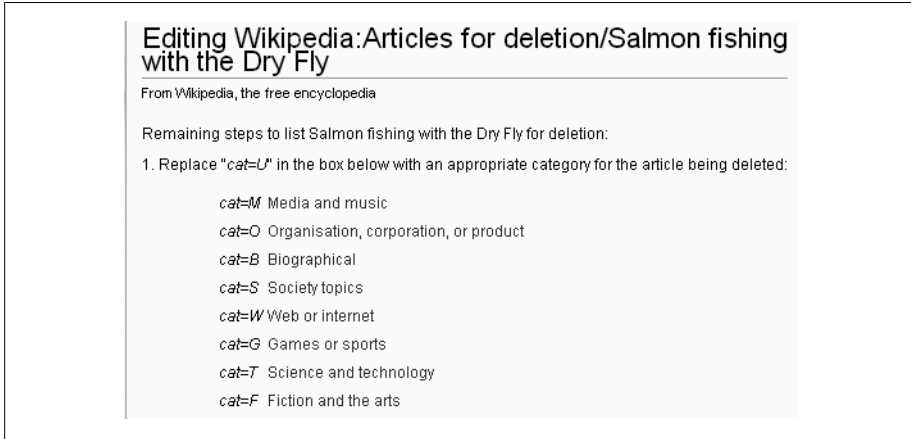 Editing Wikipedia:Articles for deletion/Salmon fishing
with the Dry Fly
From Wikipedia, the free encyclopedia
Remaining steps to list Salmon fishing with the Dry Fly for deletion:
1. Replace "cat=U" in the box below with an appropriate category for the article being deleted:
cat=M Media and music
cat=O Organisation, corporation, or product
cat=B Biographical
cat=S Society topics
cat=W Web or internet
cat=G Games or sports
cat=T Science and technology
cat=F Fiction and the arts